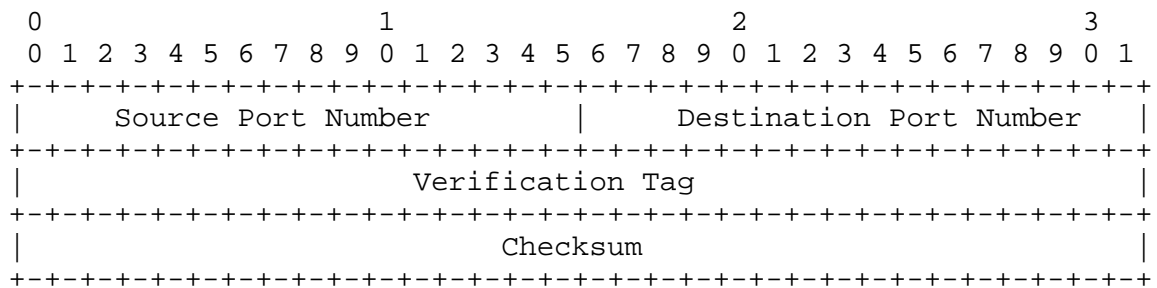 0                   1                   2                   3
 0 1 2 3 4 5 6 7 8 9 0 1 2 3 4 5 6 7 8 9 0 1 2 3 4 5 6 7 8 9 0 1
+-+-+-+-+-+-+-+-+-+-+-+-+-+-+-+-+-+-+-+-+-+-+-+-+-+-+-+-+-+-+-+-+
|     Source Port Number        |     Destination Port Number   |
+-+-+-+-+-+-+-+-+-+-+-+-+-+-+-+-+-+-+-+-+-+-+-+-+-+-+-+-+-+-+-+-+
|                      Verification Tag                         |
+-+-+-+-+-+-+-+-+-+-+-+-+-+-+-+-+-+-+-+-+-+-+-+-+-+-+-+-+-+-+-+-+
|                           Checksum                            |
+-+-+-+-+-+-+-+-+-+-+-+-+-+-+-+-+-+-+-+-+-+-+-+-+-+-+-+-+-+-+-+-+